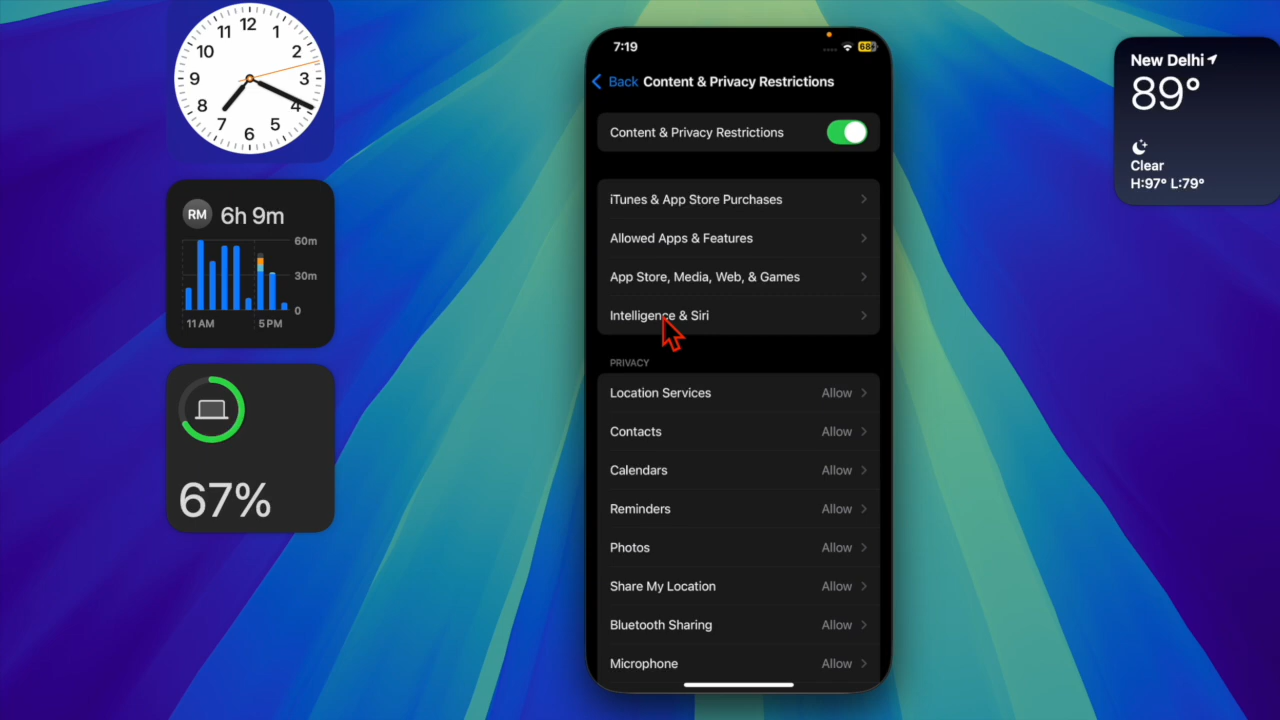 12
11
1
10
2
9
3
8
4
7
5
6
RM
6h 9m
60m
30m
0
11 AM
5 PM
67%
7:19
68
Back
Content & Privacy Restrictions
Content & Privacy Restrictions
iTunes & App Store Purchases
Allowed Apps & Features
App Store, Media, Web, & Games
Intelligence & Siri
PRIVACY
Location Services Allow
Contacts Allow
Calendars Allow
Reminders Allow
Photos Allow
Share My Location Allow
Bluetooth Sharing Allow
Microphone Allow
New Delhi
89°
Clear
H:97° L:79°